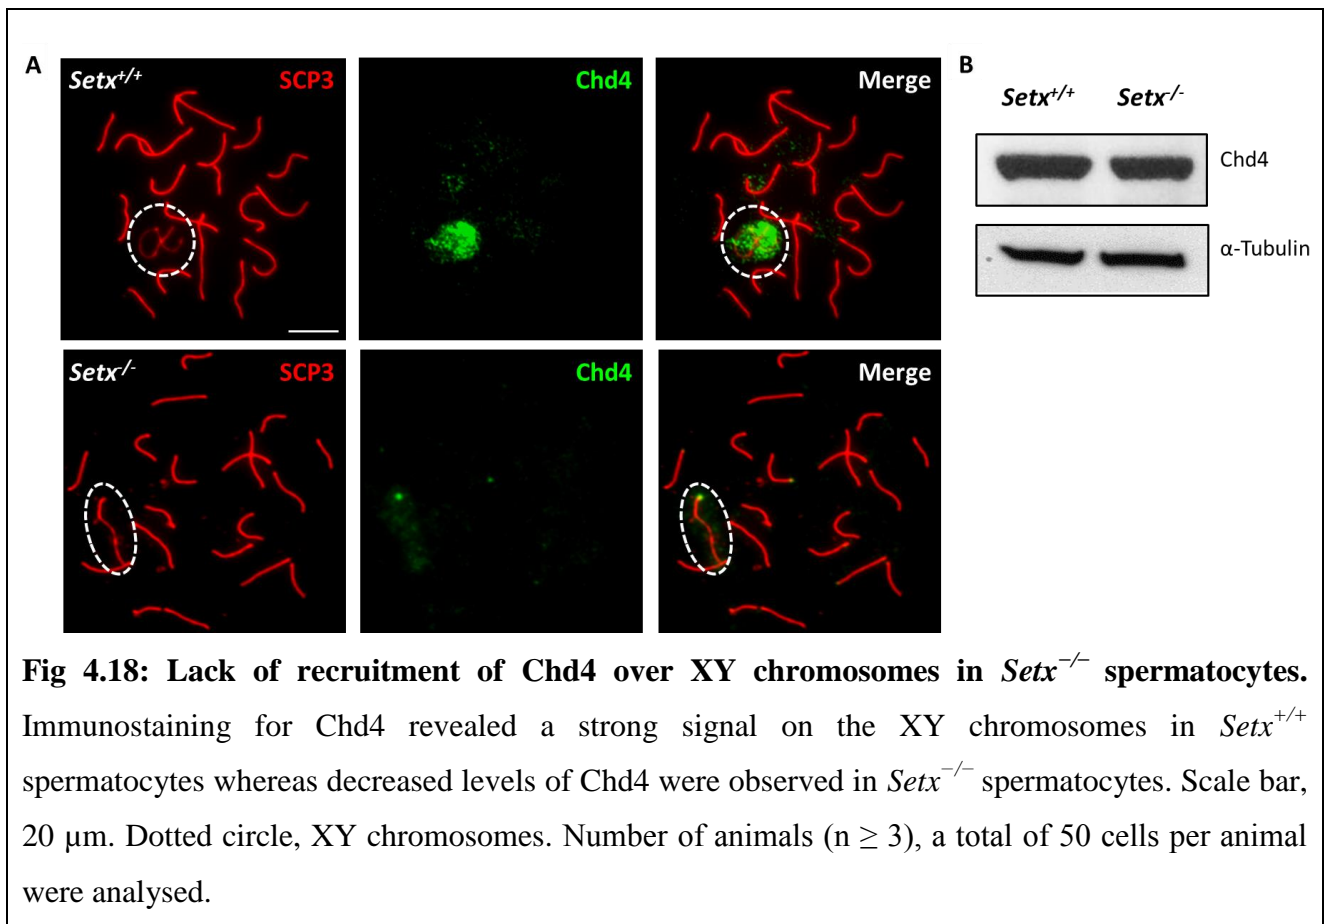 A
Setx+/+ SCP3 Chd4 Merge
Setx-/- SCP3 Chd4 Merge
B
Setx+/+ Setx-/-
Chd4
α-Tubulin
Fig 4.18: Lack of recruitment of Chd4 over XY chromosomes in Setx−/− spermatocytes.
Immunostaining for Chd4 revealed a strong signal on the XY chromosomes in Setx+/+
spermatocytes whereas decreased levels of Chd4 were observed in Setx−/− spermatocytes. Scale bar,
20 µm. Dotted circle, XY chromosomes. Number of animals (n ≥ 3), a total of 50 cells per animal
were analysed.